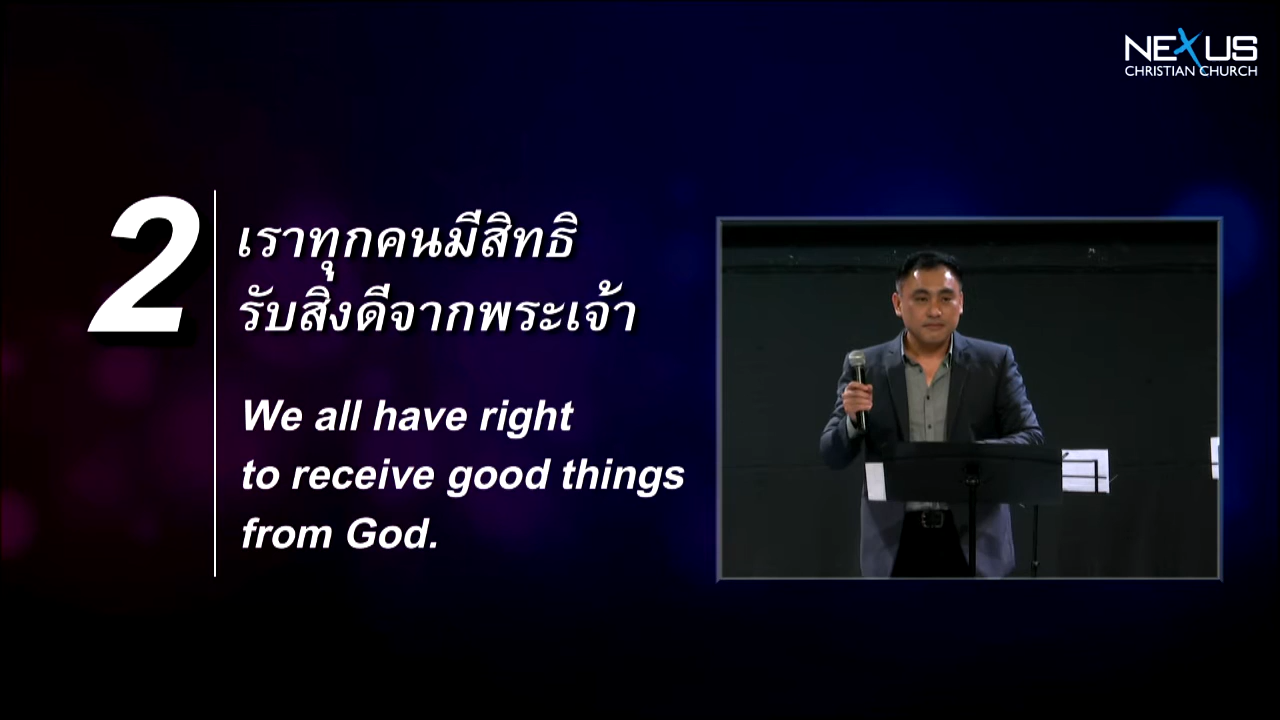 NEXUS
CHRISTIAN CHURCH
2
เราทุกคนมีสิทธิ
รับสิ่งดีจากพระเจ้า
We all have right
to receive good things
from God.